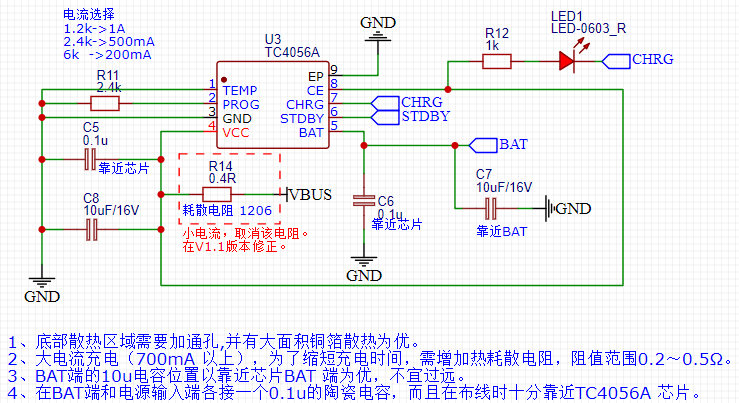 电流选择
1.2k->1A
2.4k->500mA
6k ->200mA
GND
U3
TC4056A
R12
1k
LED1
LED-0603_R
CHRG
R11
2.4k
1 TEMP
2 PROG
3 GND
4 VCC
EP 9
CE 8
CHRG 7
STDBY 6
BAT 5
CHRG
STDBY
BAT
C5
0.1u
靠近芯片
C8
10uF/16V
R14
0.4R
耗散电阻 1206
VBUS
小电流，取消该电阻。
在V1.1版本修正。
C6
0.1u
靠近芯片
C7
10uF/16V
靠近BAT
GND
GND
GND
1、底部散热区域需要加通孔,并有大面积铜箔散热为优。
2、大电流充电（700mA 以上），为了缩短充电时间，需增加热耗散电阻，阻值范围0.2～0.5Ω。
3、BAT端的10u电容位置以靠近芯片BAT 端为优，不宜过远。
4、在BAT端和电源输入端各接一个0.1u的陶瓷电容，而且在布线时十分靠近TC4056A 芯片。